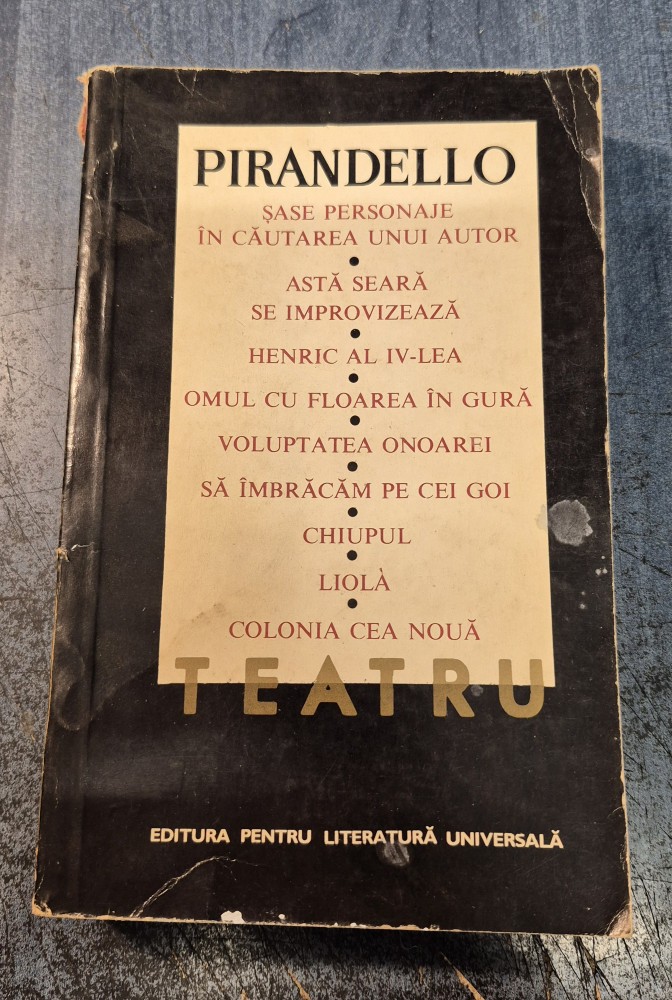 PIRANDELLO
ȘASE PERSONAJE
ÎN CĂUTAREA UNUI AUTOR
•
ASTĂ SEARĂ
SE IMPROVIZEAZĂ
•
HENRIC AL IV-LEA
•
OMUL CU FLOAREA ÎN GURĂ
•
VOLUPTATEA ONOAREI
•
SĂ ÎMBRĂCĂM PE CEI GOI
•
CHIUPUL
•
LIOLÀ
•
COLONIA CEA NOUĂ
TEATRU
EDITURA PENTRU LITERATURĂ UNIVERSALĂ